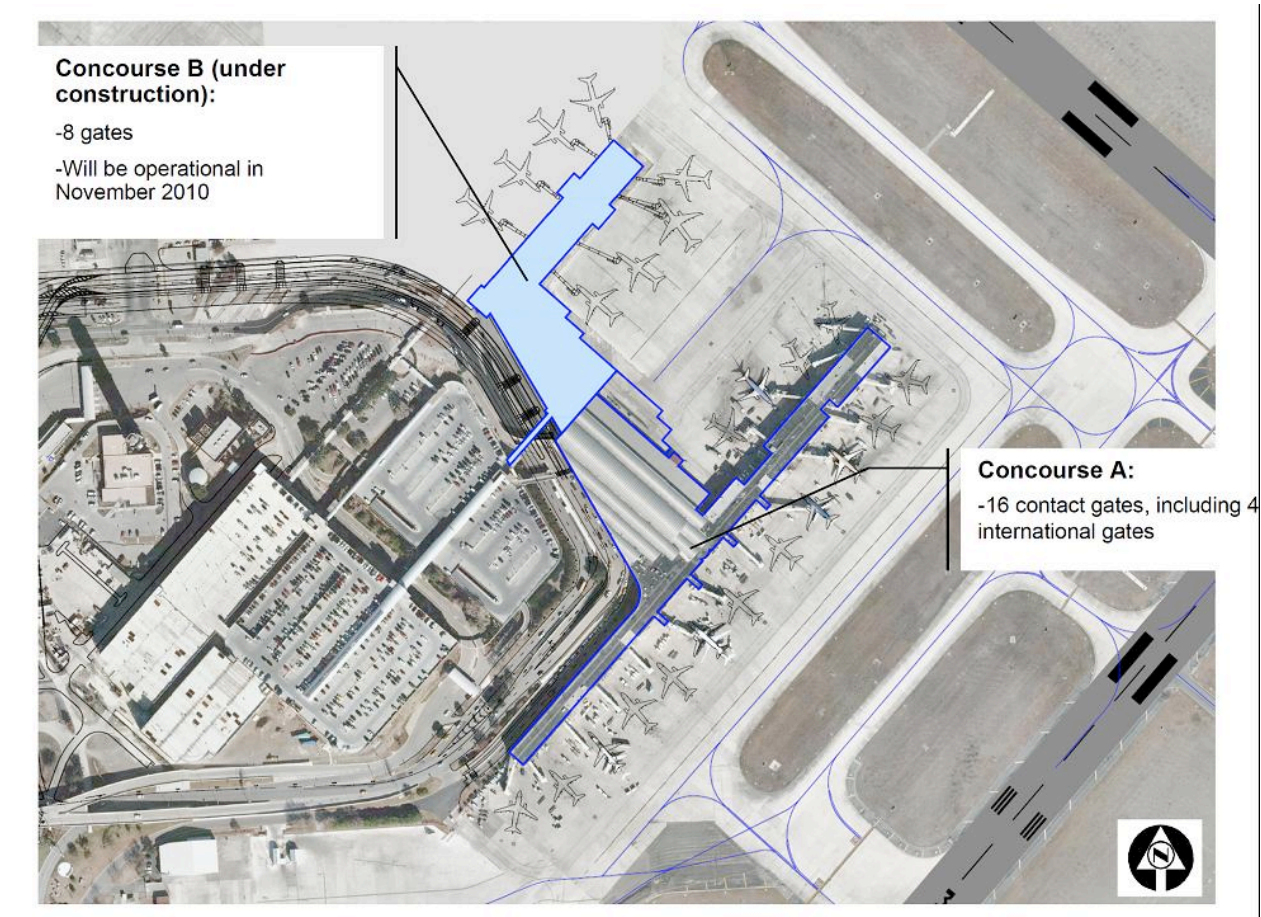 Concourse B (under
construction):
-8 gates
-Will be operational in
November 2010
Concourse A:
-16 contact gates, including 4
international gates
N